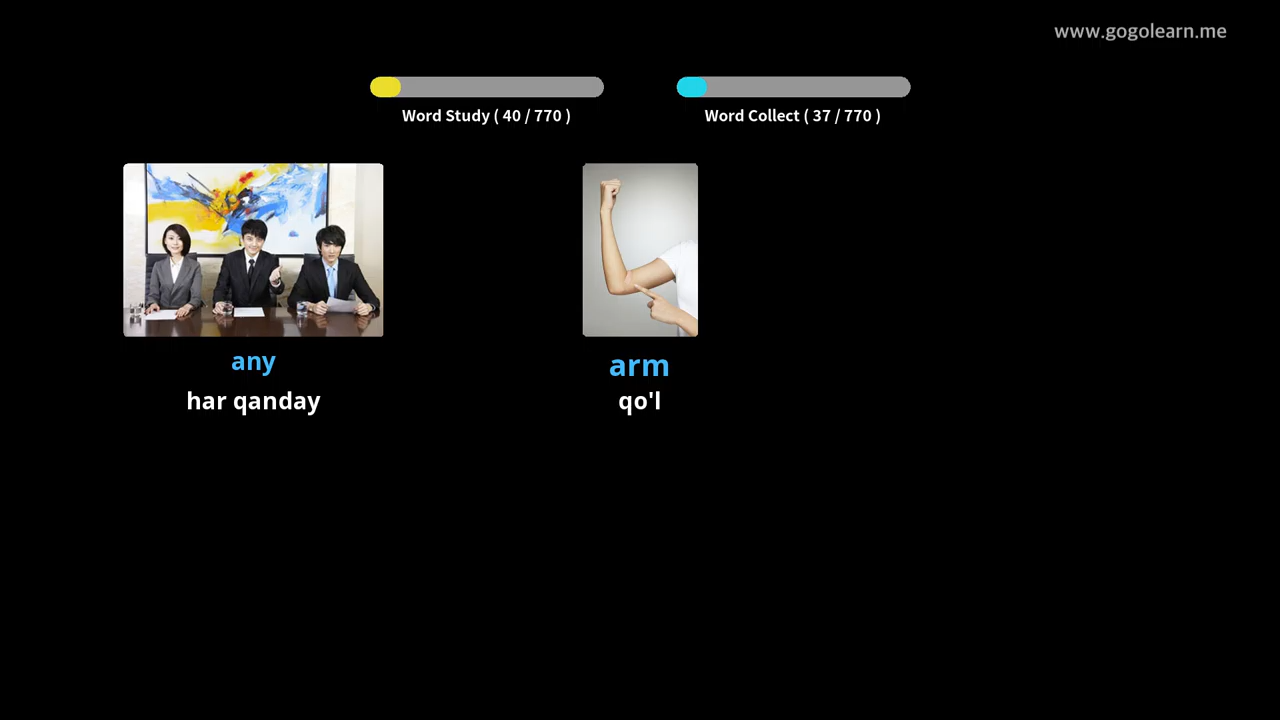 www.gogolearn.me
Word Study ( 40 / 770 )
Word Collect ( 37 / 770 )
any
har qanday
arm
qo'l